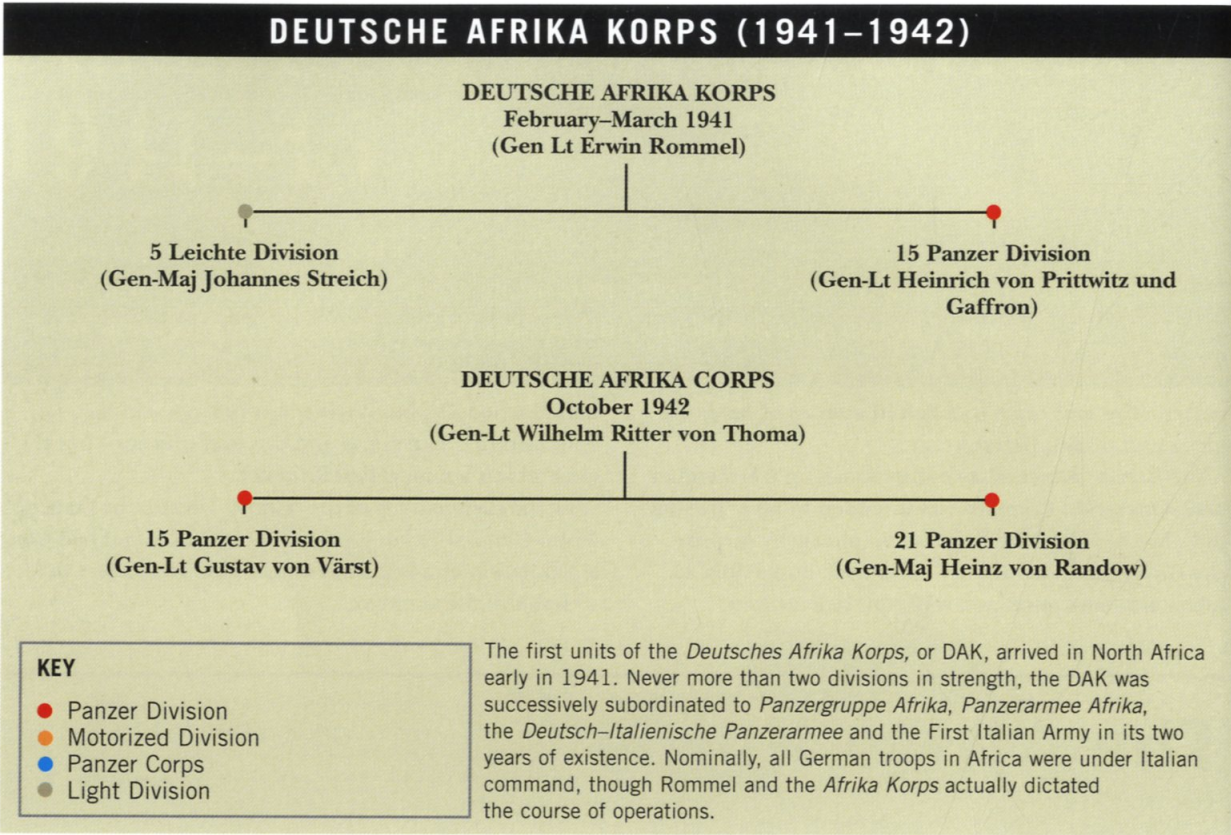 DEUTSCHE AFRIKA KORPS (1941–1942)
DEUTSCHE AFRIKA KORPS
February–March 1941
(Gen Lt Erwin Rommel)
5 Leichte Division
(Gen-Maj Johannes Streich)
15 Panzer Division
(Gen-Lt Heinrich von Prittwitz und
Gaffron)
DEUTSCHE AFRIKA CORPS
October 1942
(Gen-Lt Wilhelm Ritter von Thoma)
15 Panzer Division
(Gen-Lt Gustav von Värst)
21 Panzer Division
(Gen-Maj Heinz von Randow)
KEY
Panzer Division
Motorized Division
Panzer Corps
Light Division
The first units of the Deutsches Afrika Korps, or DAK, arrived in North Africa
early in 1941. Never more than two divisions in strength, the DAK was
successively subordinated to Panzergruppe Afrika, Panzerarmee Afrika,
the Deutsch–Italienische Panzerarmee and the First Italian Army in its two
years of existence. Nominally, all German troops in Africa were under Italian
command, though Rommel and the Afrika Korps actually dictated
the course of operations.